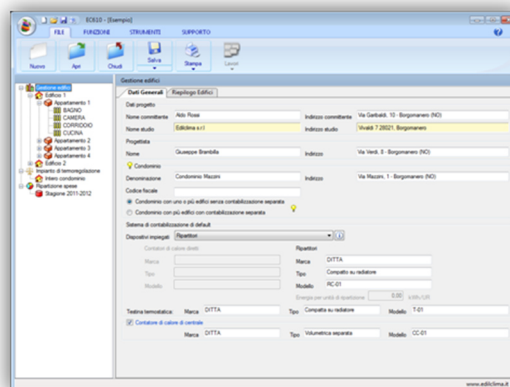 EC610 - [Esempio]
FILE FUNZIONI STRUMENTI SUPPORTO
Nuovo Apri Chiudi Salva Stampa Layout
Gestione edifici
Edificio 1
Appartamento 1
BAGNO
CAMERA
CORRIDOIO
CUCINA
Appartamento 2
Appartamento 3
Appartamento 4
Edificio 2
Impianto di termoregolazione
Intero condominio
Ripartizione spese
Stagione 2011-2012
Gestione edifici
Dati Generali Riepilogo Edifici
Dati progetto
Nome committente Aldo Rossi Indirizzo committente Via Garibaldi, 10 - Borgomanero (NO)
Nome studio Edilclima s.r.l Indirizzo studio Vivaldi 7 28021, Borgomanero
Progettista
Nome Giuseppe Brambilla Indirizzo Via Verdi, 8 - Borgomanero (NO)
Condominio
Denominazione Condominio Mazzini Indirizzo Via Mazzini, 1 - Borgomanero (NO)
Codice fiscale
Condominio con uno o più edifici senza contabilizzazione separata
Condominio con più edifici con contabilizzazione separata
Sistema di contabilizzazione di default
Dispositivi impiegati Ripartitori
Contatori di calore diretti Ripartitori
Marca Marca DITTA
Tipo Tipo Compatto su radiatore
Modello Modello RC-01
Energia per unità di ripartizione 0.00 kWh/UR
Testina termostatica: Marca DITTA Tipo Compatta su radiatore Modello T-01
Contatore di calore di centrale
Marca DITTA Tipo Volumetrica separata Modello CC-01
www.edilclima.it